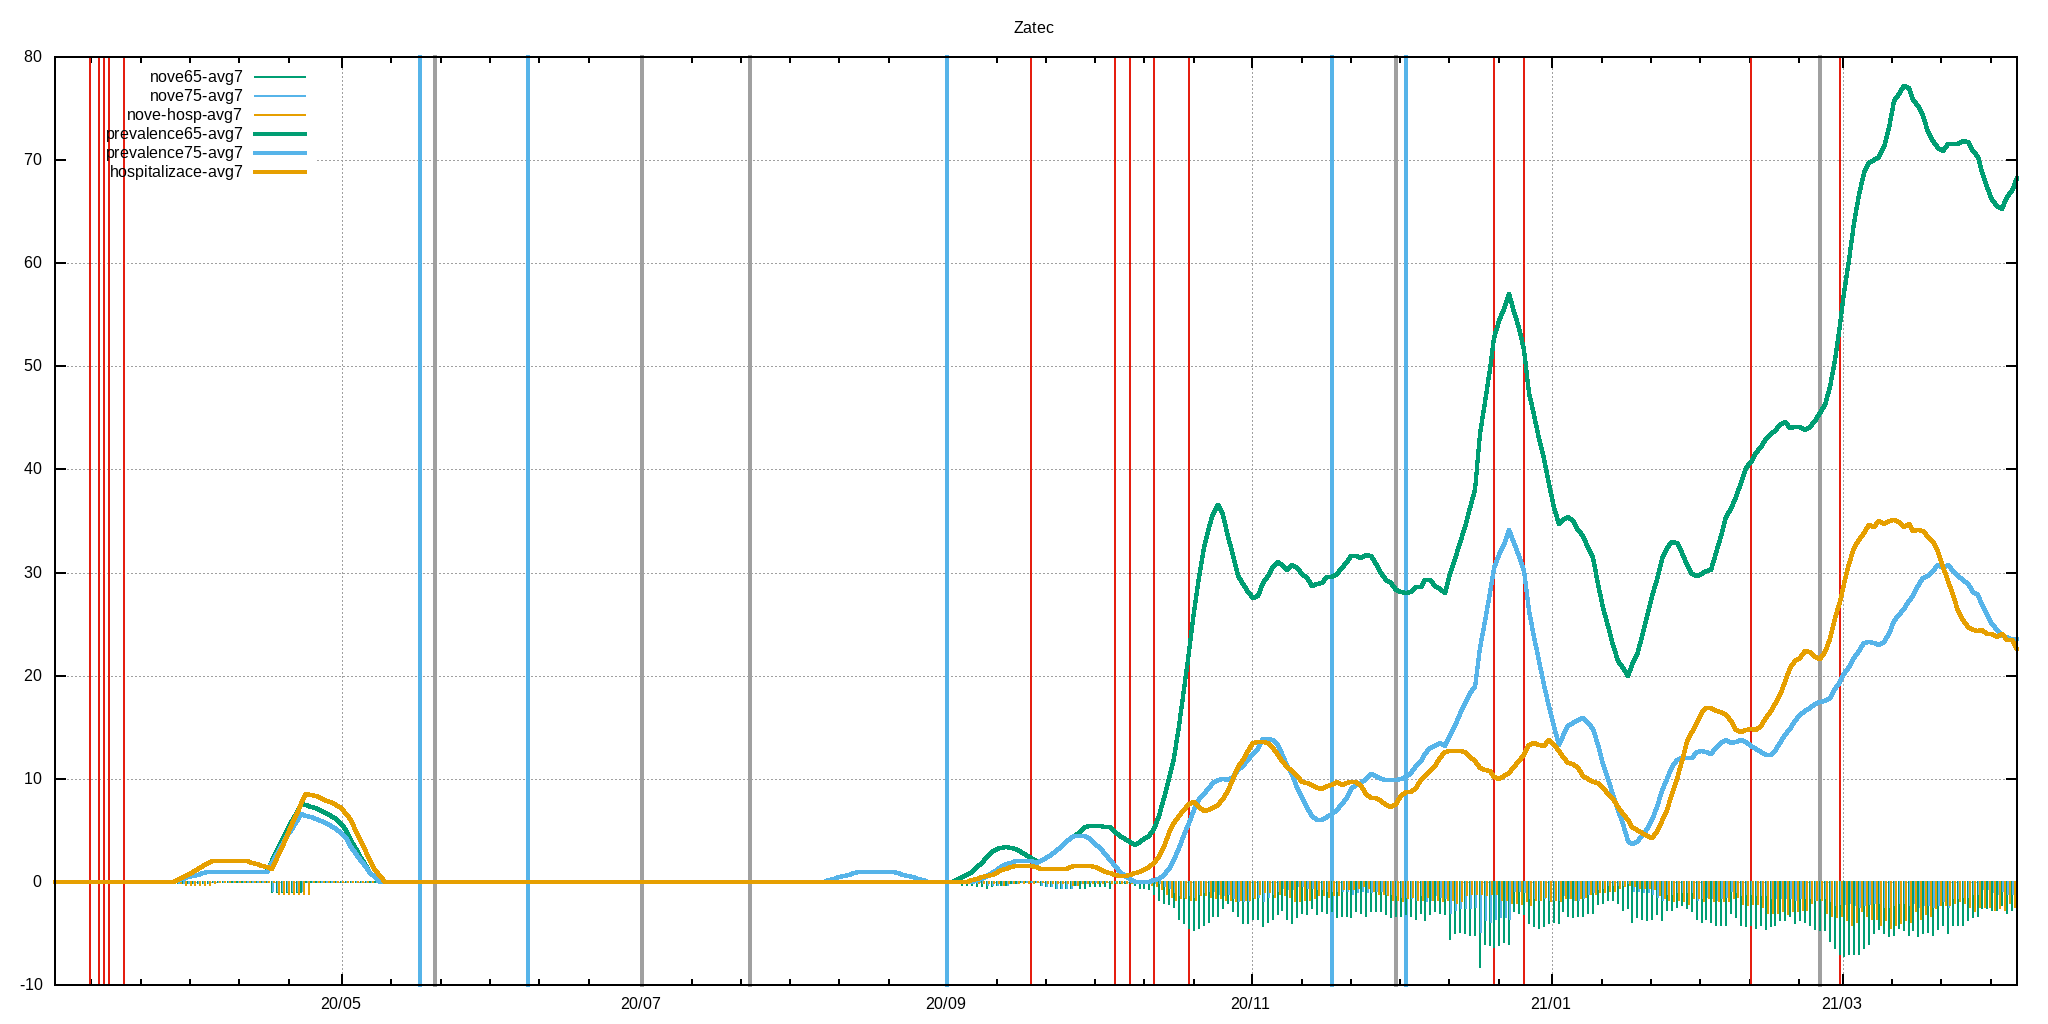 Zatec
80
70
60
50
40
30
20
10
0
-10
nove65-avg7
nove75-avg7
nove-hosp-avg7
prevalence65-avg7
prevalence75-avg7
hospitalizace-avg7
20/05
20/07
20/09
20/11
21/01
21/03